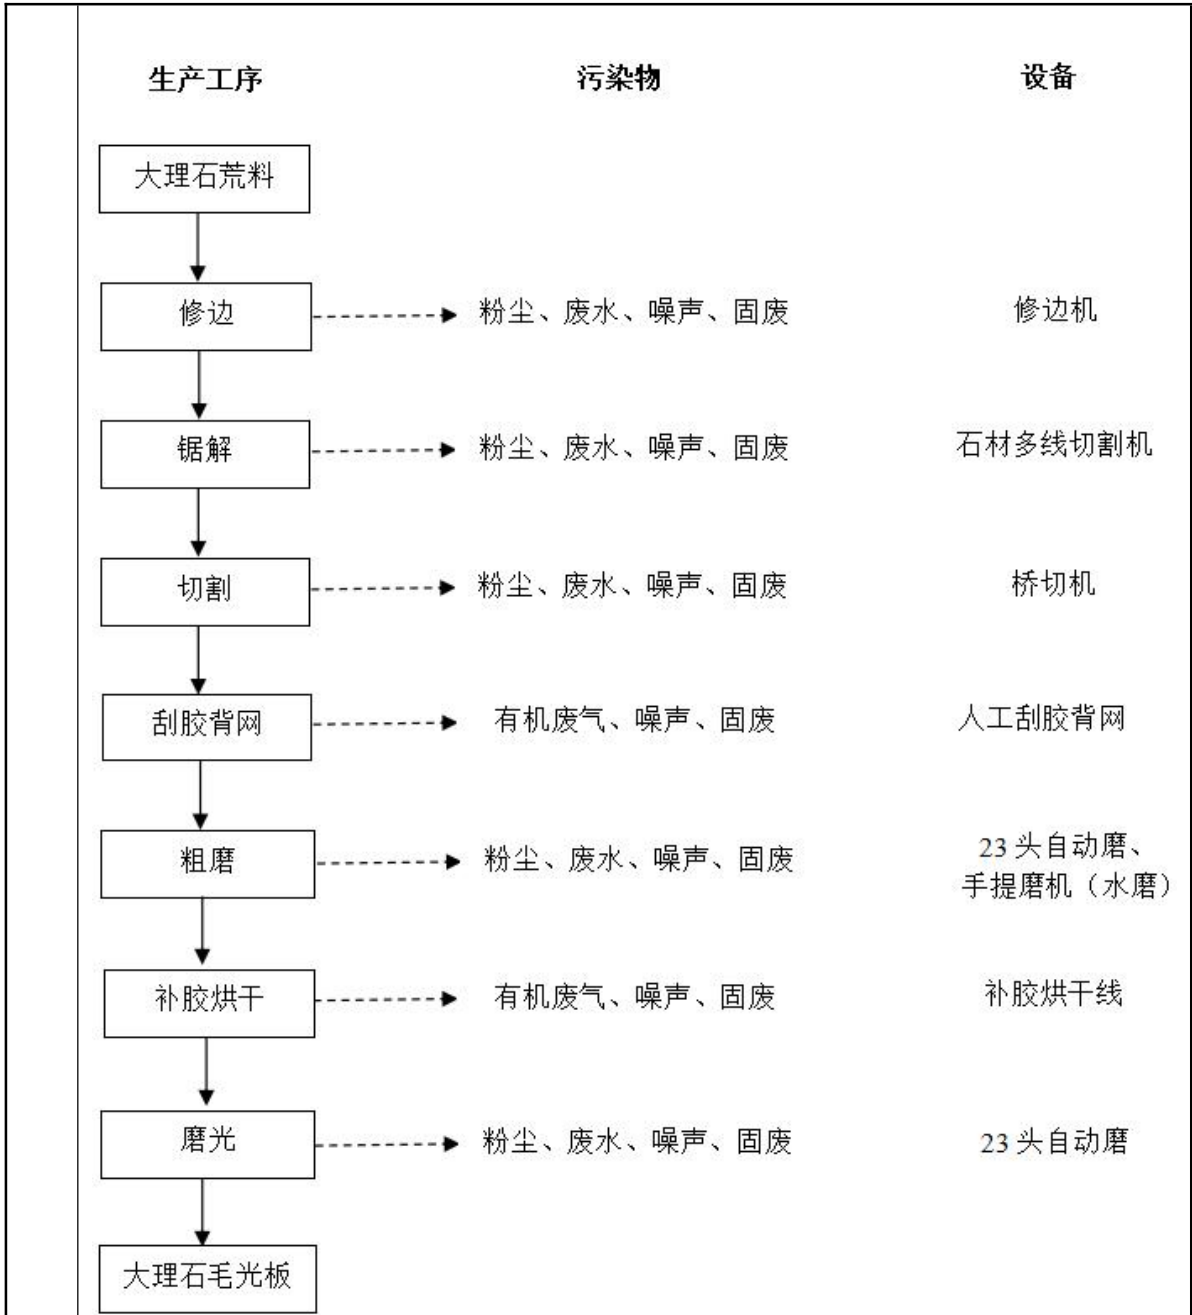 生产工序 污染物 设备
大理石荒料
修边 粉尘、废水、噪声、固废 修边机
锯解 粉尘、废水、噪声、固废 石材多线切割机
切割 粉尘、废水、噪声、固废 桥切机
刮胶背网 有机废气、噪声、固废 人工刮胶背网
粗磨 粉尘、废水、噪声、固废 23 头自动磨、
手提磨机（水磨）
补胶烘干 有机废气、噪声、固废 补胶烘干线
磨光 粉尘、废水、噪声、固废 23 头自动磨
大理石毛光板